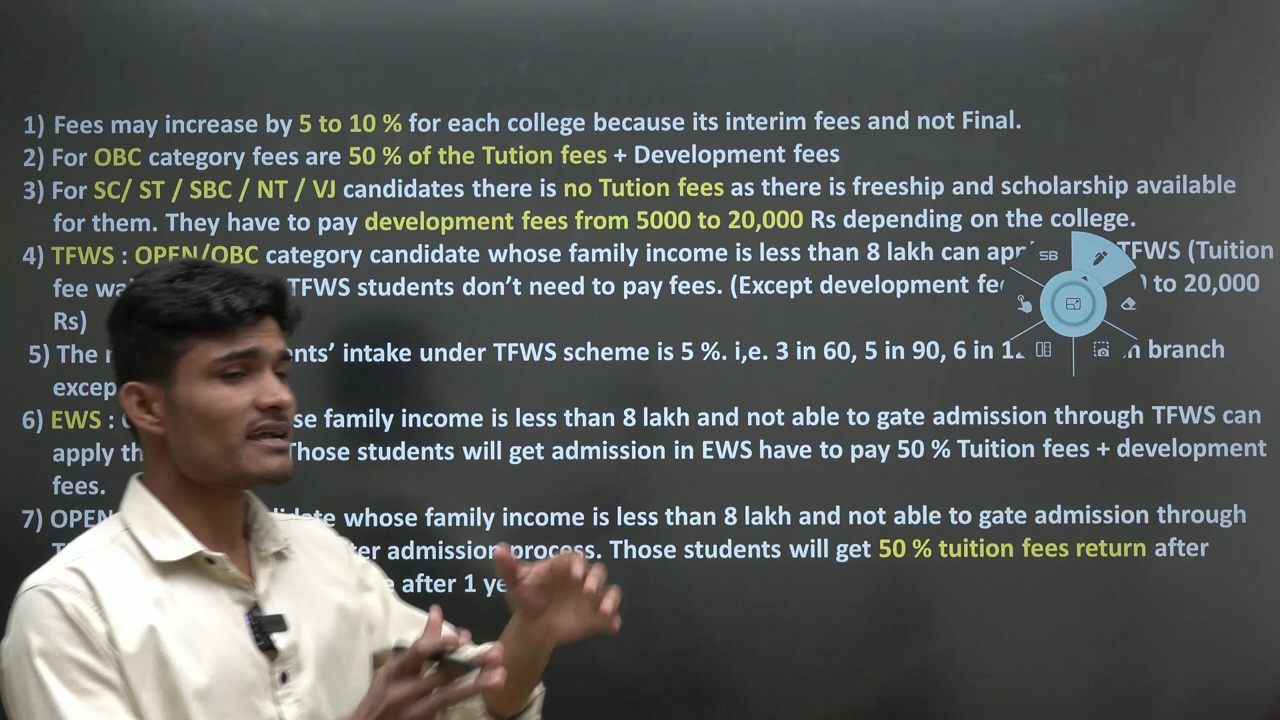 1) Fees may increase by 5 to 10 % for each college because its interim fees and not Final.
2) For OBC category fees are 50 % of the Tution fees + Development fees
3) For SC/ ST / SBC / NT / VJ candidates there is no Tution fees as there is freeship and scholarship available
for them. They have to pay development fees from 5000 to 20,000 Rs depending on the college.
4) TFWS : OPEN/OBC category candidate whose family income is less than 8 lakh can TFWS (Tuition
fee TFWS students don't need to pay fees. (Except development to 20,000
Rs)
5) The intake under TFWS scheme is 5 %. i,e. 3 in 60, 5 in 90, 6 in branch
6) EWS : family income is less than 8 lakh and not able to gate admission through TFWS can
apply Those students will get admission in EWS have to pay 50 % Tuition fees + development
fees.
7) OPEN whose family income is less than 8 lakh and not able to gate admission through
admission process. Those students will get 50 % tuition fees return after
after 1
SB